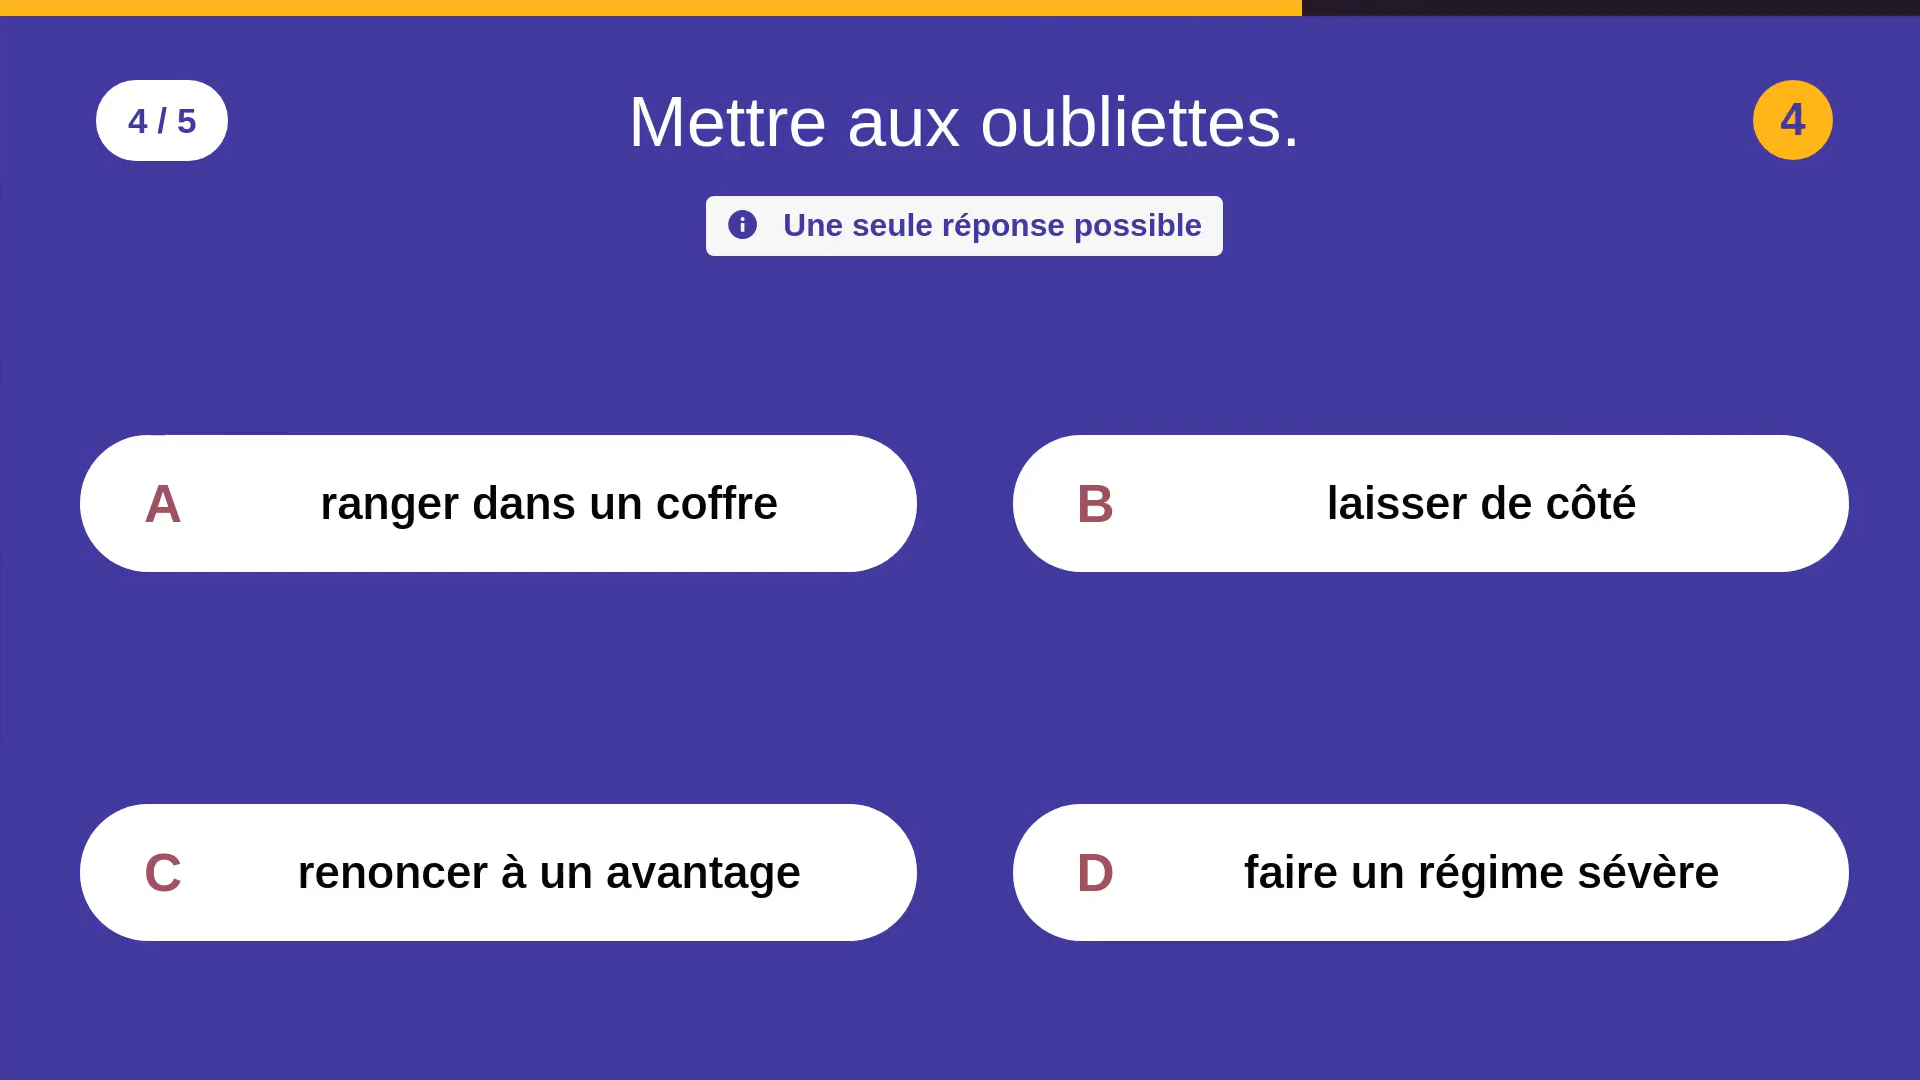 4 / 5
Mettre aux oubliettes.
4
Une seule réponse possible
A ranger dans un coffre
B laisser de côté
C renoncer à un avantage
D faire un régime sévère